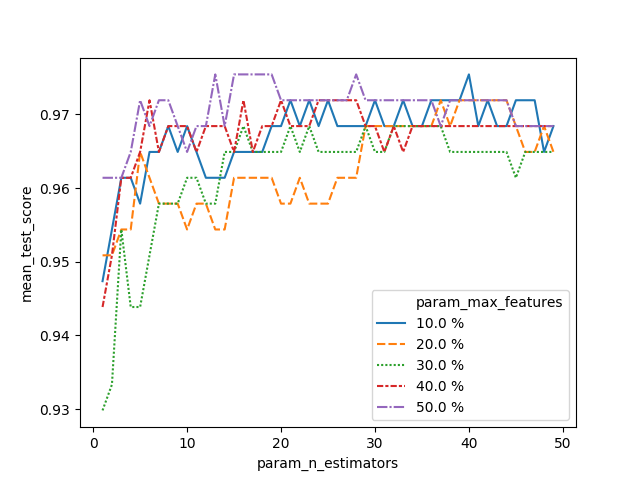 mean_test_score
0.97
0.96
0.95
0.94
0.93
param_max_features
10.0 %
20.0 %
30.0 %
40.0 %
50.0 %
0 10 20 30 40 50
param_n_estimators